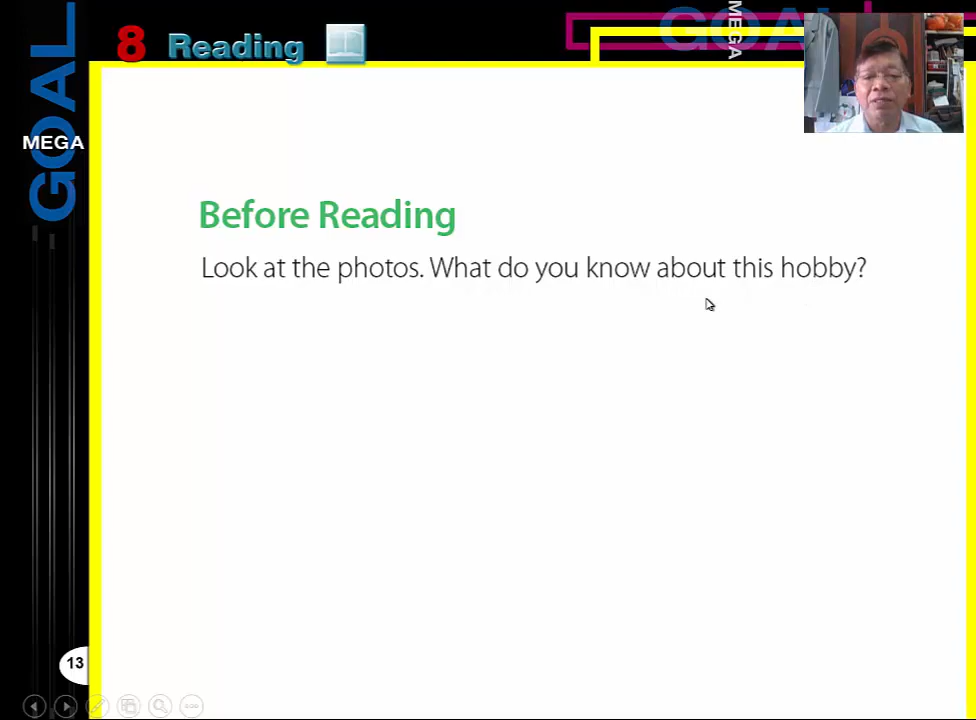 8 Reading
GOAL
MEGA
GOAL
MEGA
Before Reading
Look at the photos. What do you know about this hobby?
13